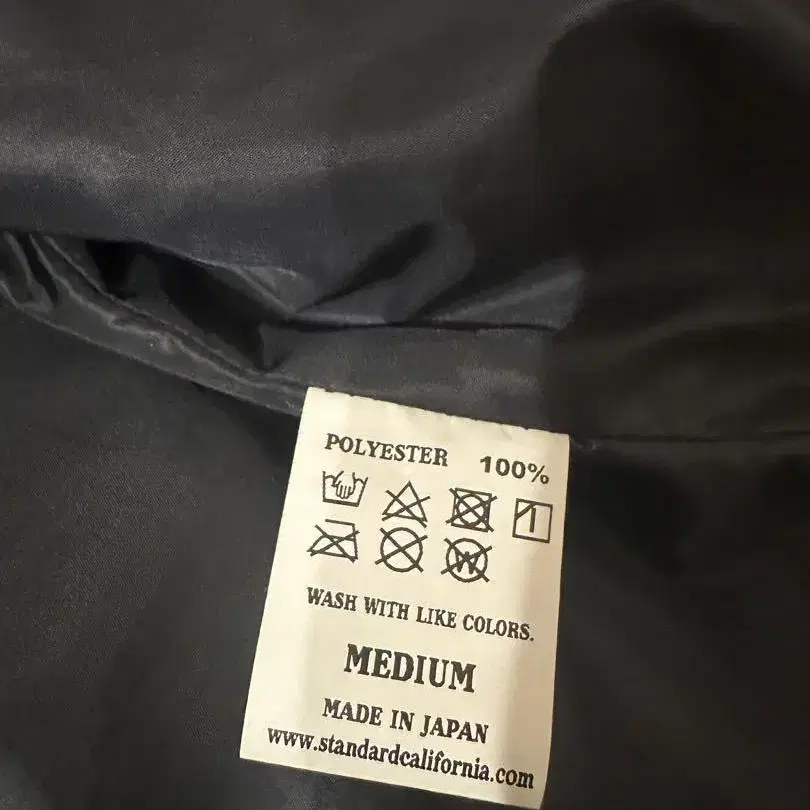 POLYESTER 100%
W
WASH WITH LIKE COLORS.
MEDIUM
MADE IN JAPAN
www.standardcalifornia.com